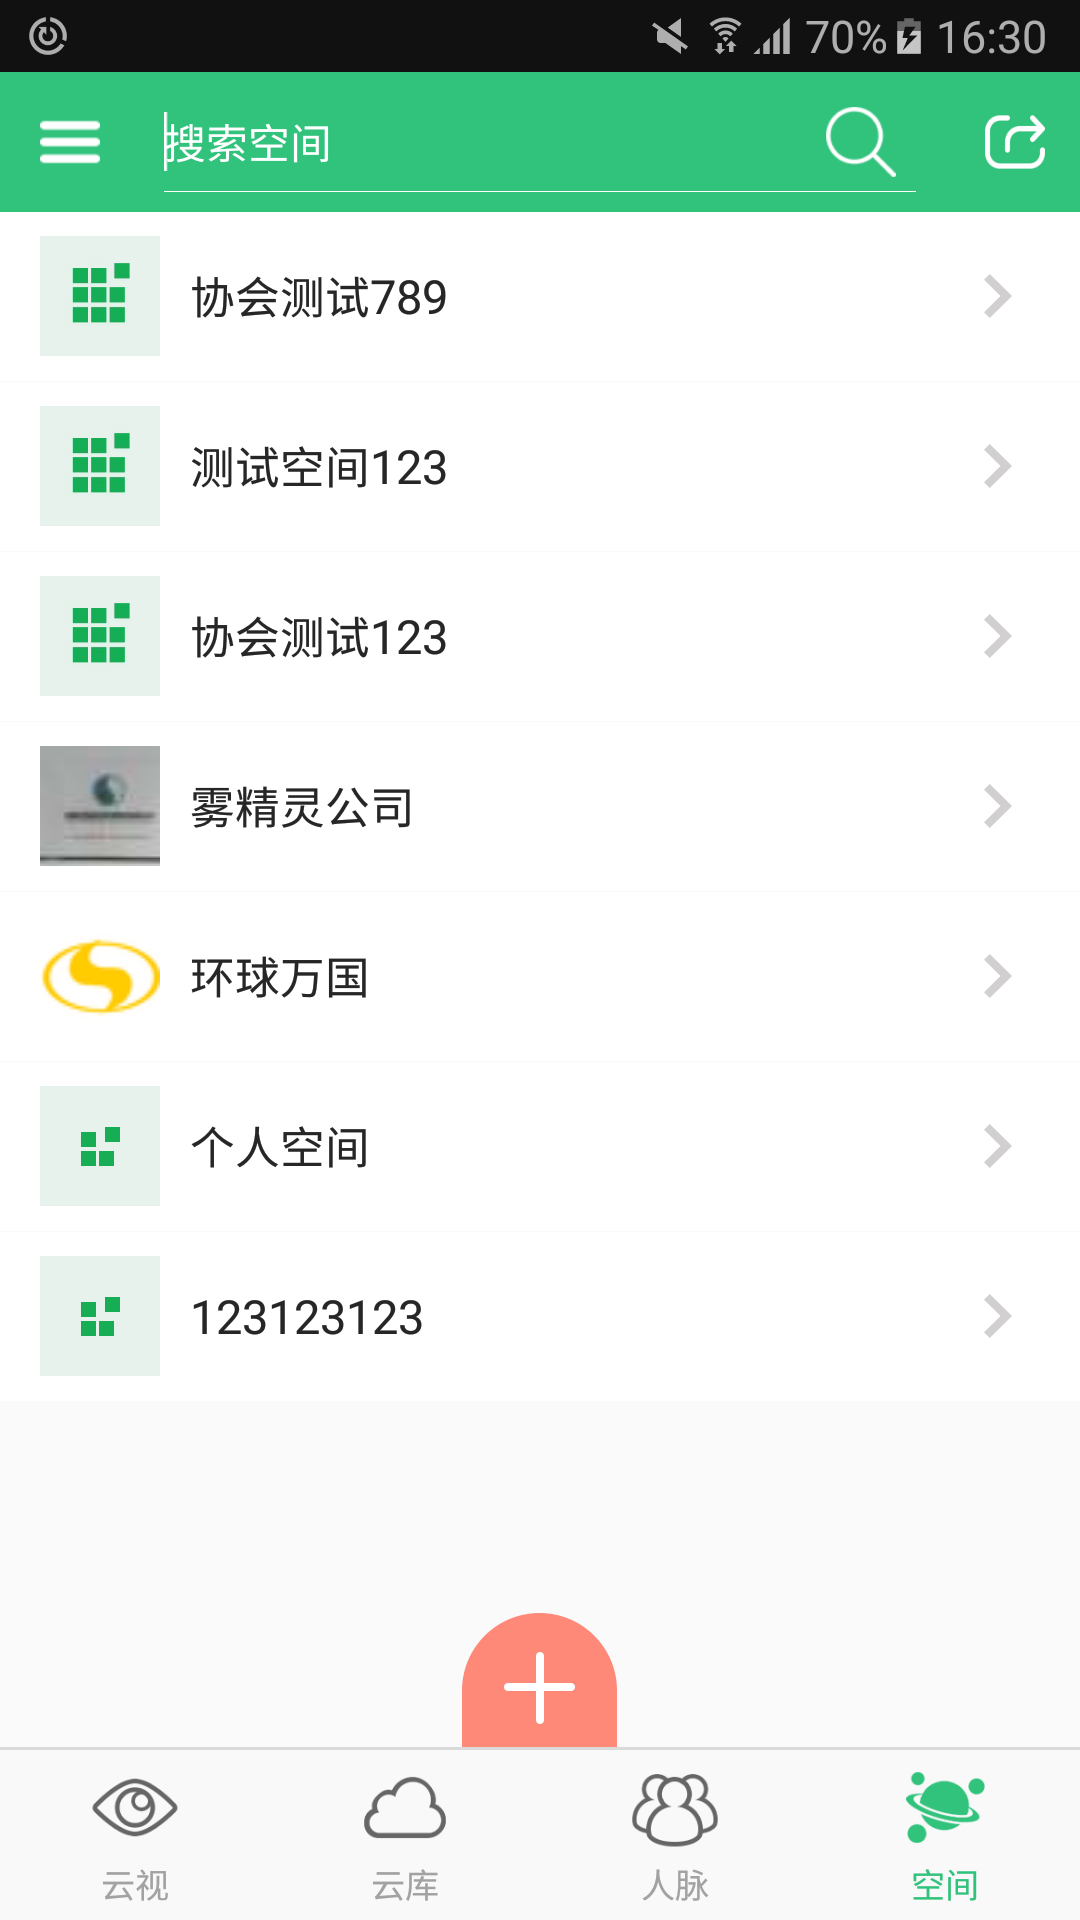 70% 16:30
搜索空间
协会测试789
测试空间123
协会测试123
雾精灵公司
环球万国
个人空间
123123123
云视 云库 人脉 空间